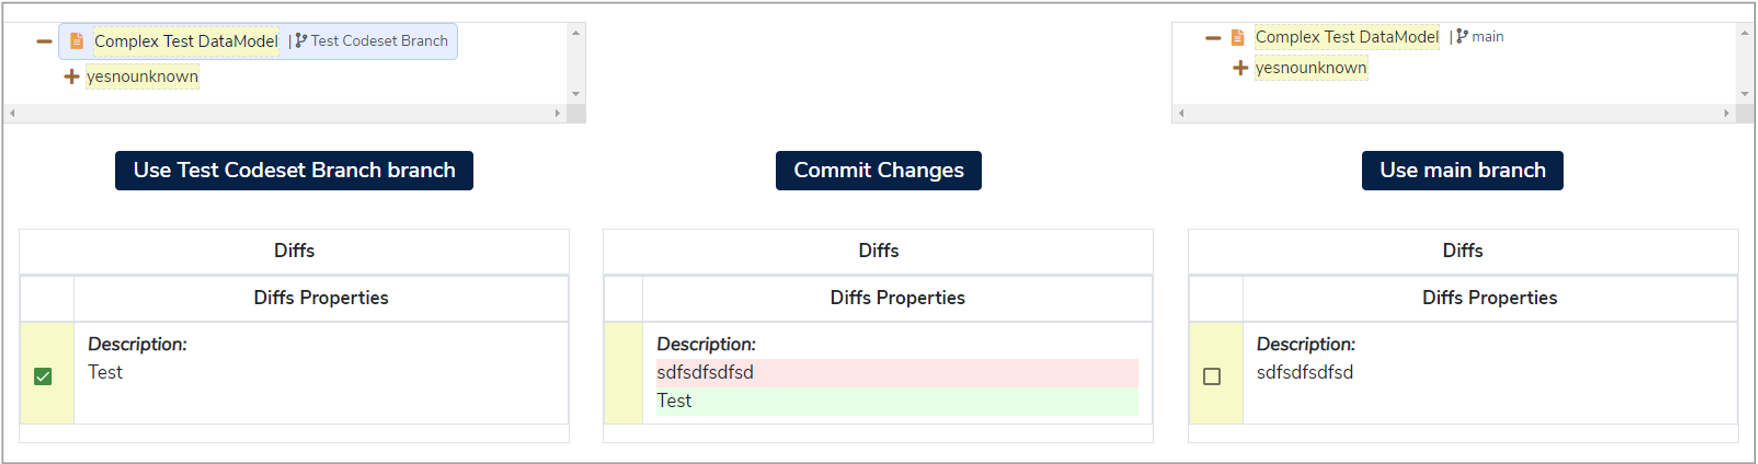 Complex Test DataModel | Test Codeset Branch
yesnounknown
Complex Test DataModel | main
yesnounknown
Use Test Codeset Branch branch
Commit Changes
Use main branch
Diffs
Diffs Properties
Description:
Test
Diffs
Diffs Properties
Description:
sdfsdfsdfsd
Test
Diffs
Diffs Properties
Description:
sdfsdfsdfsd